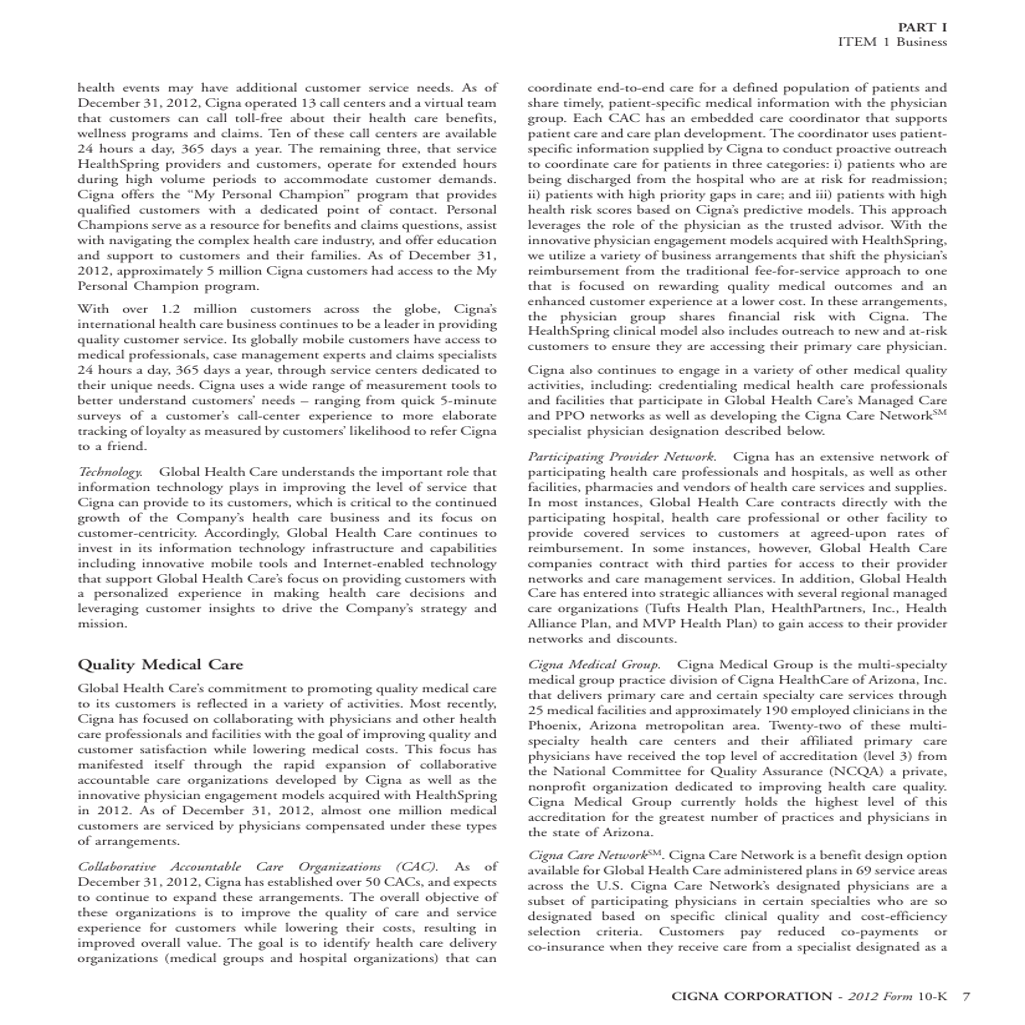 PART I
ITEM 1 Business
health events may have additional customer service needs. As of
December 31, 2012, Cigna operated 13 call centers and a virtual team
that customers can call toll-free about their health care benefits,
wellness programs and claims. Ten of these call centers are available
24 hours a day, 365 days a year. The remaining three, that service
HealthSpring providers and customers, operate for extended hours
during high volume periods to accommodate customer demands.
Cigna offers the “My Personal Champion” program that provides
qualified customers with a dedicated point of contact. Personal
Champions serve as a resource for benefits and claims questions, assist
with navigating the complex health care industry, and offer education
and support to customers and their families. As of December 31,
2012, approximately 5 million Cigna customers had access to the My
Personal Champion program.
With over 1.2 million customers across the globe, Cigna’s
international health care business continues to be a leader in providing
quality customer service. Its globally mobile customers have access to
medical professionals, case management experts and claims specialists
24 hours a day, 365 days a year, through service centers dedicated to
their unique needs. Cigna uses a wide range of measurement tools to
better understand customers’ needs – ranging from quick 5-minute
surveys of a customer’s call-center experience to more elaborate
tracking of loyalty as measured by customers’ likelihood to refer Cigna
to a friend.
Technology. Global Health Care understands the important role that
information technology plays in improving the level of service that
Cigna can provide to its customers, which is critical to the continued
growth of the Company’s health care business and its focus on
customer-centricity. Accordingly, Global Health Care continues to
invest in its information technology infrastructure and capabilities
including innovative mobile tools and Internet-enabled technology
that support Global Health Care’s focus on providing customers with
a personalized experience in making health care decisions and
leveraging customer insights to drive the Company’s strategy and
mission.
Quality Medical Care
Global Health Care’s commitment to promoting quality medical care
to its customers is reflected in a variety of activities. Most recently,
Cigna has focused on collaborating with physicians and other health
care professionals and facilities with the goal of improving quality and
customer satisfaction while lowering medical costs. This focus has
manifested itself through the rapid expansion of collaborative
accountable care organizations developed by Cigna as well as the
innovative physician engagement models acquired with HealthSpring
in 2012. As of December 31, 2012, almost one million medical
customers are serviced by physicians compensated under these types
of arrangements.
Collaborative Accountable Care Organizations (CAC). As of
December 31, 2012, Cigna has established over 50 CACs, and expects
to continue to expand these arrangements. The overall objective of
these organizations is to improve the quality of care and service
experience for customers while lowering their costs, resulting in
improved overall value. The goal is to identify health care delivery
organizations (medical groups and hospital organizations) that can
coordinate end-to-end care for a defined population of patients and
share timely, patient-specific medical information with the physician
group. Each CAC has an embedded care coordinator that supports
patient care and care plan development. The coordinator uses patient-
specific information supplied by Cigna to conduct proactive outreach
to coordinate care for patients in three categories: i) patients who are
being discharged from the hospital who are at risk for readmission;
ii) patients with high priority gaps in care; and iii) patients with high
health risk scores based on Cigna’s predictive models. This approach
leverages the role of the physician as the trusted advisor. With the
innovative physician engagement models acquired with HealthSpring,
we utilize a variety of business arrangements that shift the physician’s
reimbursement from the traditional fee-for-service approach to one
that is focused on rewarding quality medical outcomes and an
enhanced customer experience at a lower cost. In these arrangements,
the physician group shares financial risk with Cigna. The
HealthSpring clinical model also includes outreach to new and at-risk
customers to ensure they are accessing their primary care physician.
Cigna also continues to engage in a variety of other medical quality
activities, including: credentialing medical health care professionals
and facilities that participate in Global Health Care’s Managed Care
and PPO networks as well as developing the Cigna Care Network℠
specialist physician designation described below.
Participating Provider Network. Cigna has an extensive network of
participating health care professionals and hospitals, as well as other
facilities, pharmacies and vendors of health care services and supplies.
In most instances, Global Health Care contracts directly with the
participating hospital, health care professional or other facility to
provide covered services to customers at agreed-upon rates of
reimbursement. In some instances, however, Global Health Care
companies contract with third parties for access to their provider
networks and care management services. In addition, Global Health
Care has entered into strategic alliances with several regional managed
care organizations (Tufts Health Plan, HealthPartners, Inc., Health
Alliance Plan, and MVP Health Plan) to gain access to their provider
networks and discounts.
Cigna Medical Group. Cigna Medical Group is the multi-specialty
medical group practice division of Cigna HealthCare of Arizona, Inc.
that delivers primary care and certain specialty care services through
25 medical facilities and approximately 190 employed clinicians in the
Phoenix, Arizona metropolitan area. Twenty-two of these multi-
specialty health care centers and their affiliated primary care
physicians have received the top level of accreditation (level 3) from
the National Committee for Quality Assurance (NCQA) a private,
nonprofit organization dedicated to improving health care quality.
Cigna Medical Group currently holds the highest level of this
accreditation for the greatest number of practices and physicians in
the state of Arizona.
Cigna Care Network℠. Cigna Care Network is a benefit design option
available for Global Health Care administered plans in 69 service areas
across the U.S. Cigna Care Network’s designated physicians are a
subset of participating physicians in certain specialties who are so
designated based on specific clinical quality and cost-efficiency
selection criteria. Customers pay reduced co-payments or
co-insurance when they receive care from a specialist designated as a
CIGNA CORPORATION - 2012 Form 10-K 7